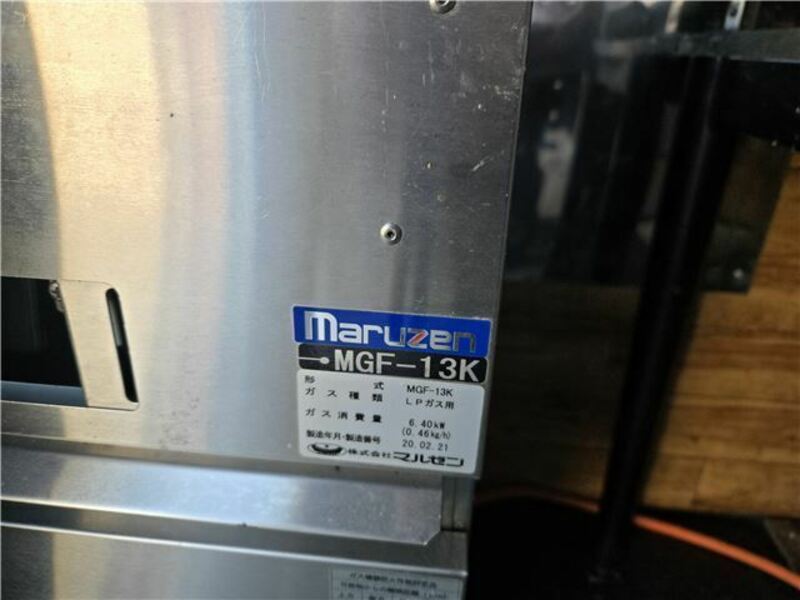 maruzen
MGF-13K
形 式 MGF-13K
ガス種類 LPガス用
ガス消費量 6.40kW
(0.46kg/h)
製造年月・製造番号 20.02.21
株式会社マルゼン